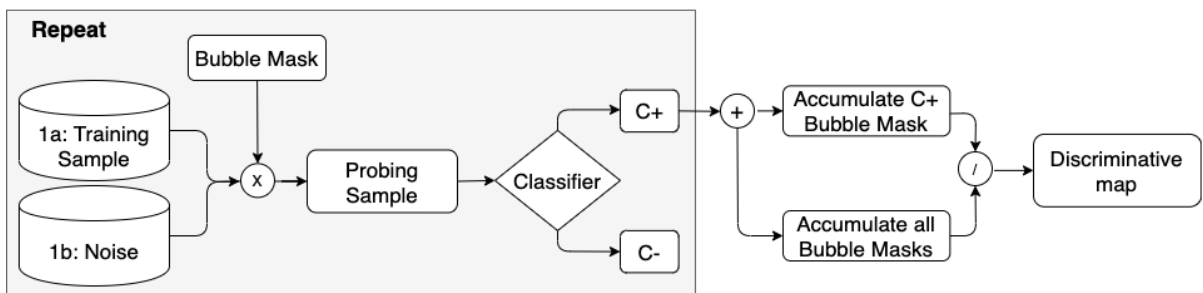 Repeat
Bubble Mask
1a: Training
Sample
1b: Noise
x
Probing
Sample
Classifier
C+
C-
+
Accumulate C+
Bubble Mask
Accumulate all
Bubble Masks
/
Discriminative
map